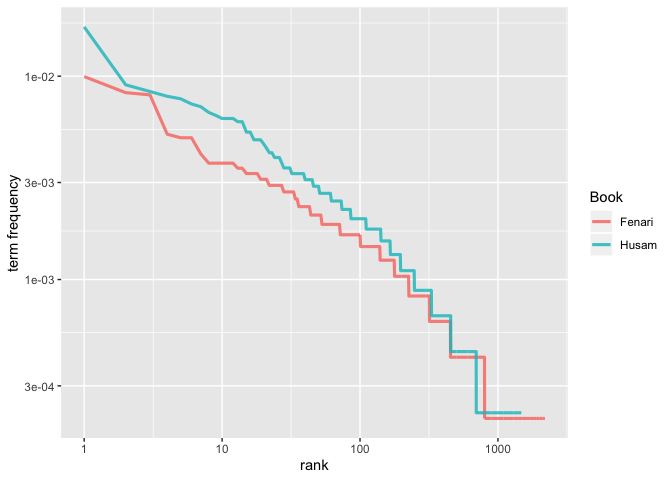 term frequency
1e-02
3e-03
1e-03
3e-04
1
10
100
1000
rank
Book
Fenari
Husam